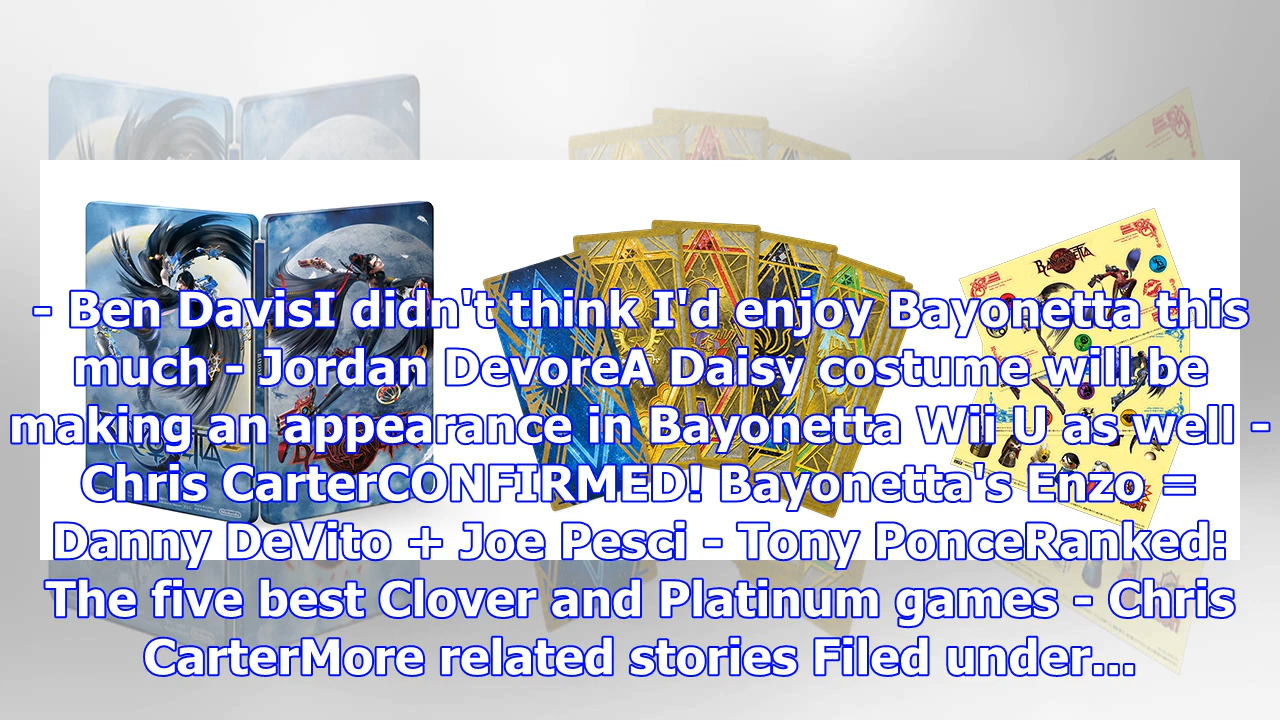 - Ben DavisI didn't think I'd enjoy Bayonetta this
much - Jordan DevoreA Daisy costume will be
making an appearance in Bayonetta Wii U as well -
Chris CarterCONFIRMED! Bayonetta's Enzo =
Danny DeVito + Joe Pesci - Tony PonceRanked:
The five best Clover and Platinum games - Chris
CarterMore related stories Filed under...
BAYONETTA